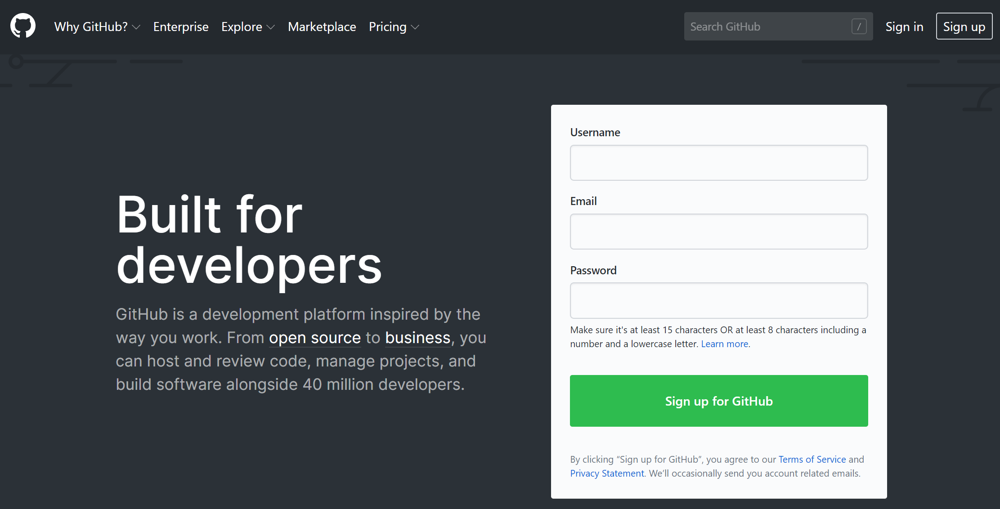 Why GitHub? Enterprise Explore Marketplace Pricing Search GitHub / Sign in Sign up
Built for
developers
GitHub is a development platform inspired by the
way you work. From open source to business, you
can host and review code, manage projects, and
build software alongside 40 million developers.
Username
Email
Password
Make sure it's at least 15 characters OR at least 8 characters including a
number and a lowercase letter. Learn more.
Sign up for GitHub
By clicking “Sign up for GitHub”, you agree to our Terms of Service and
Privacy Statement. We’ll occasionally send you account related emails.